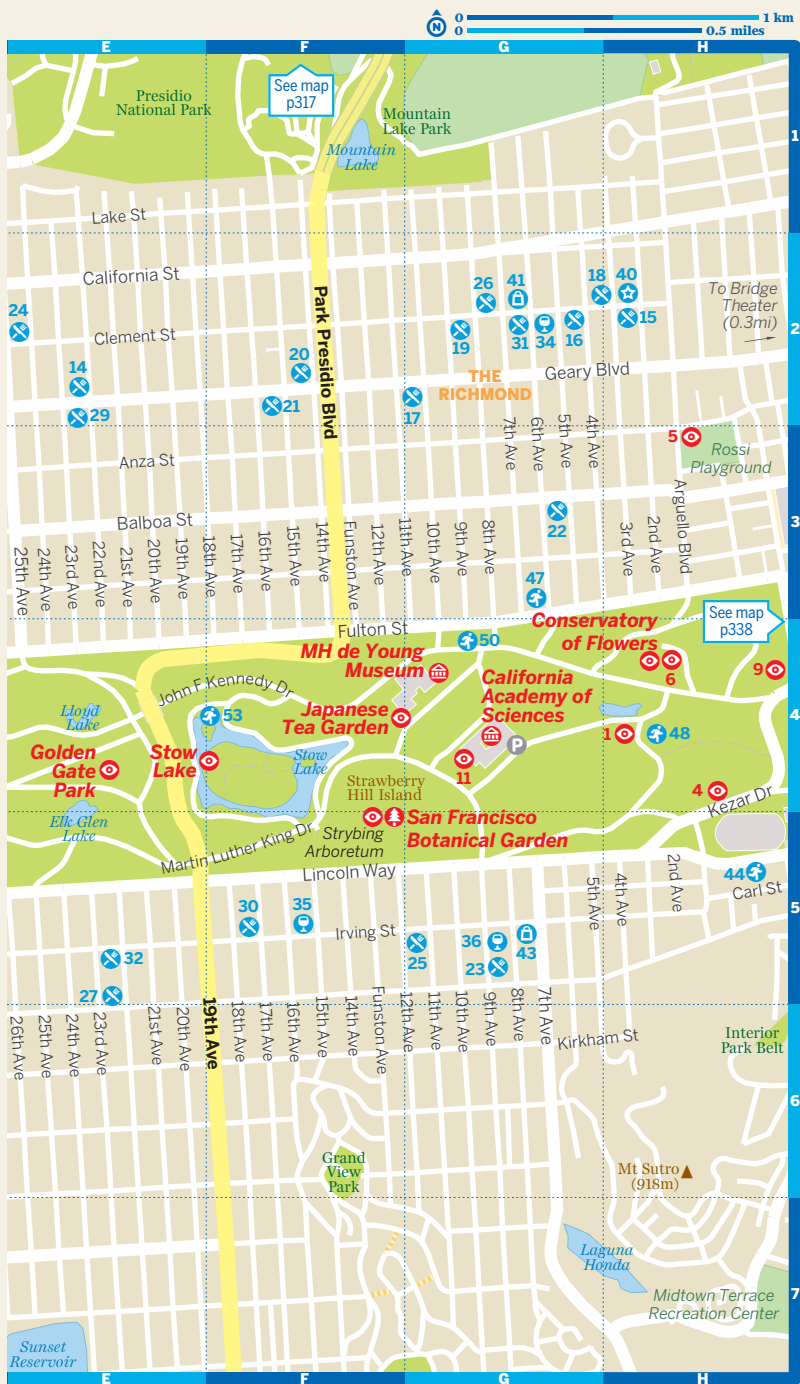 N
0 1 km
0 0.5 miles
E F G H
Presidio
National Park
See map
p317
Mountain
Lake Park
Mountain
Lake
1
Lake St
California St
24
26
41
18
40
To Bridge
Theater
(0.3mi)
Clement St
19
31
34
16
15
2
Park Presidio Blvd
14
20
THE
RICHMOND
Geary Blvd
29
21
17
7th Ave
6th Ave
5th Ave
4th Ave
5
Rossi
Playground
Anza St
Arguello Blvd
Balboa St
22
3
25th Ave
24th Ave
23rd Ave
22nd Ave
21st Ave
20th Ave
19th Ave
18th Ave
17th Ave
16th Ave
15th Ave
14th Ave
Funston Ave
12th Ave
11th Ave
10th Ave
9th Ave
8th Ave
3rd Ave
2nd Ave
47
See map
p338
Fulton St
50
Conservatory
of Flowers
MH de Young
Museum
6
9
John F Kennedy Dr
California
Academy of
Sciences
Lloyd
Lake
53
Japanese
Tea Garden
4
Golden
Gate
Park
Stow
Lake
Stow
Lake
P
1
48
11
Strawberry
Hill Island
4
Kezar Dr
Elk Glen
Lake
San Francisco
Botanical Garden
Strybing
Arboretum
Martin Luther King Dr
Lincoln Way
44
Carl St
5th Ave
4th Ave
2nd Ave
5
30
35
Irving St
36
43
32
25
23
27
26th Ave
25th Ave
24th Ave
23rd Ave
21st Ave
20th Ave
19th Ave
18th Ave
17th Ave
16th Ave
15th Ave
14th Ave
Funston Ave
12th Ave
11th Ave
10th Ave
9th Ave
8th Ave
7th Ave
Kirkham St
Interior
Park Belt
6
Grand
View
Park
Mt Sutro
(918m)
Laguna
Honda
Midtown Terrace
Recreation Center
7
Sunset
Reservoir
E F G H